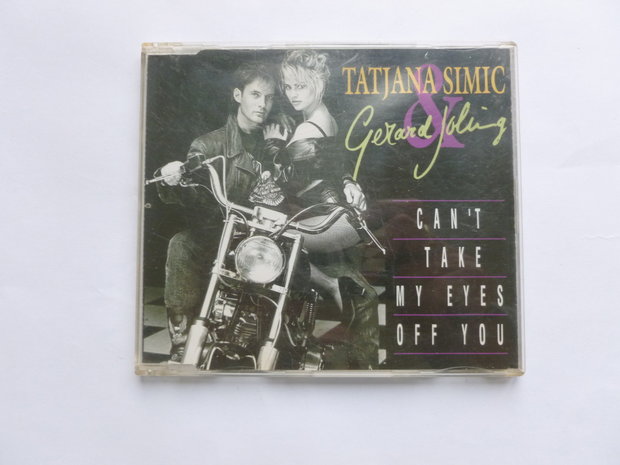 TATJANA SIMIC
&
Gerard Joling
CAN'T
TAKE
MY EYES
OFF YOU